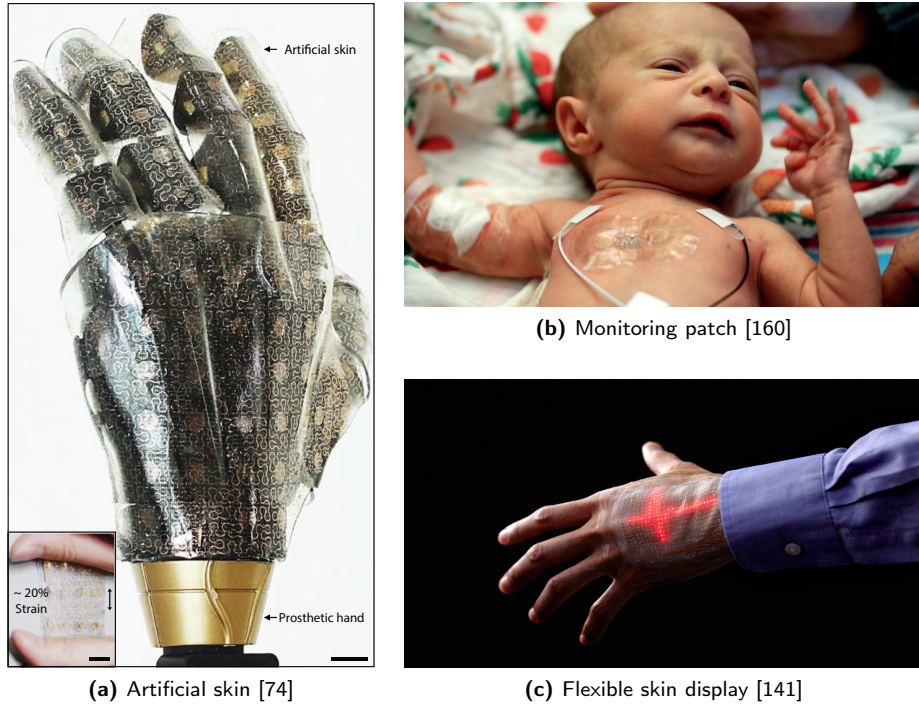 Artificial skin
~ 20%
Strain
Prosthetic hand
(a) Artificial skin [74]
(b) Monitoring patch [160]
(c) Flexible skin display [141]